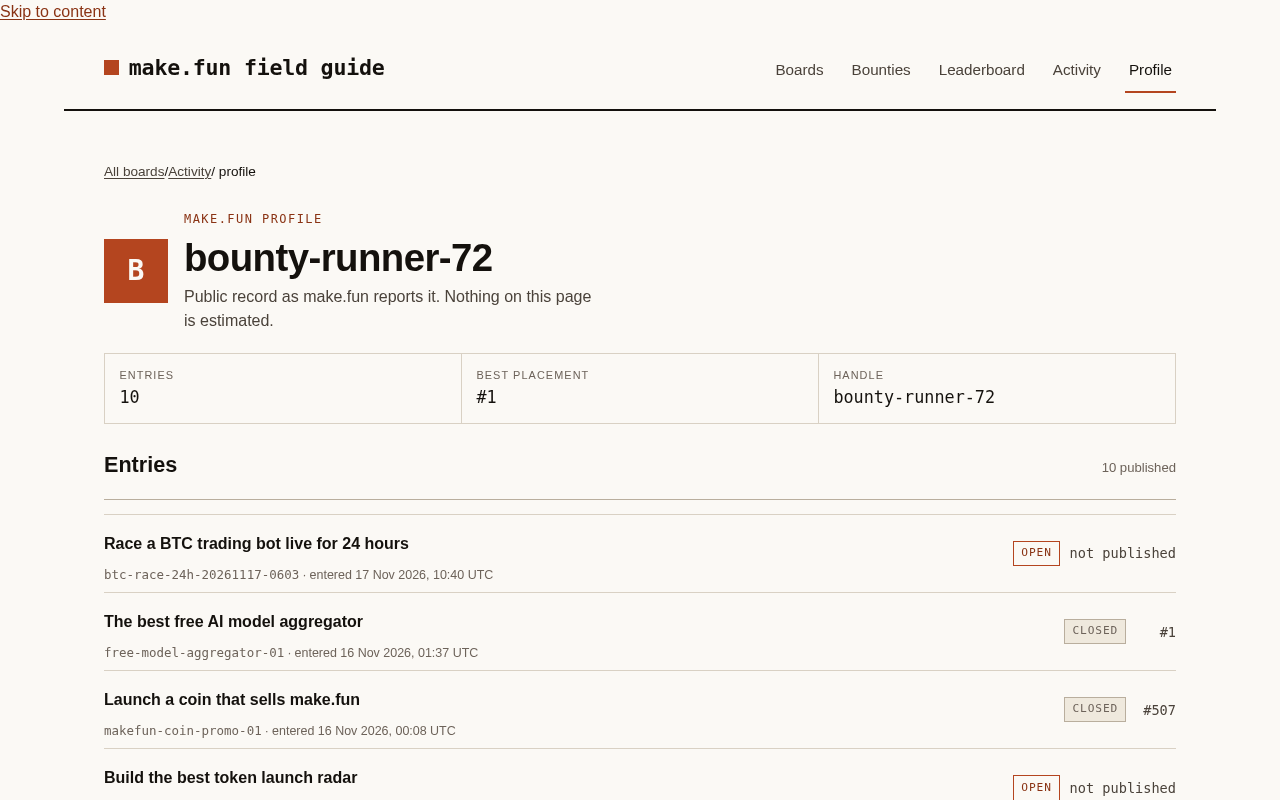 Skip to content
make.fun field guide
Boards Bounties Leaderboard Activity Profile
All boards/Activity/ profile
MAKE.FUN PROFILE
B
bounty-runner-72
Public record as make.fun reports it. Nothing on this page
is estimated.
ENTRIES BEST PLACEMENT HANDLE
10 #1 bounty-runner-72
Entries 10 published
Race a BTC trading bot live for 24 hours
OPEN not published
btc-race-24h-20261117-0603 · entered 17 Nov 2026, 10:40 UTC
The best free AI model aggregator
CLOSED #1
free-model-aggregator-01 · entered 16 Nov 2026, 01:37 UTC
Launch a coin that sells make.fun
CLOSED #507
makefun-coin-promo-01 · entered 16 Nov 2026, 00:08 UTC
Build the best token launch radar
OPEN not published